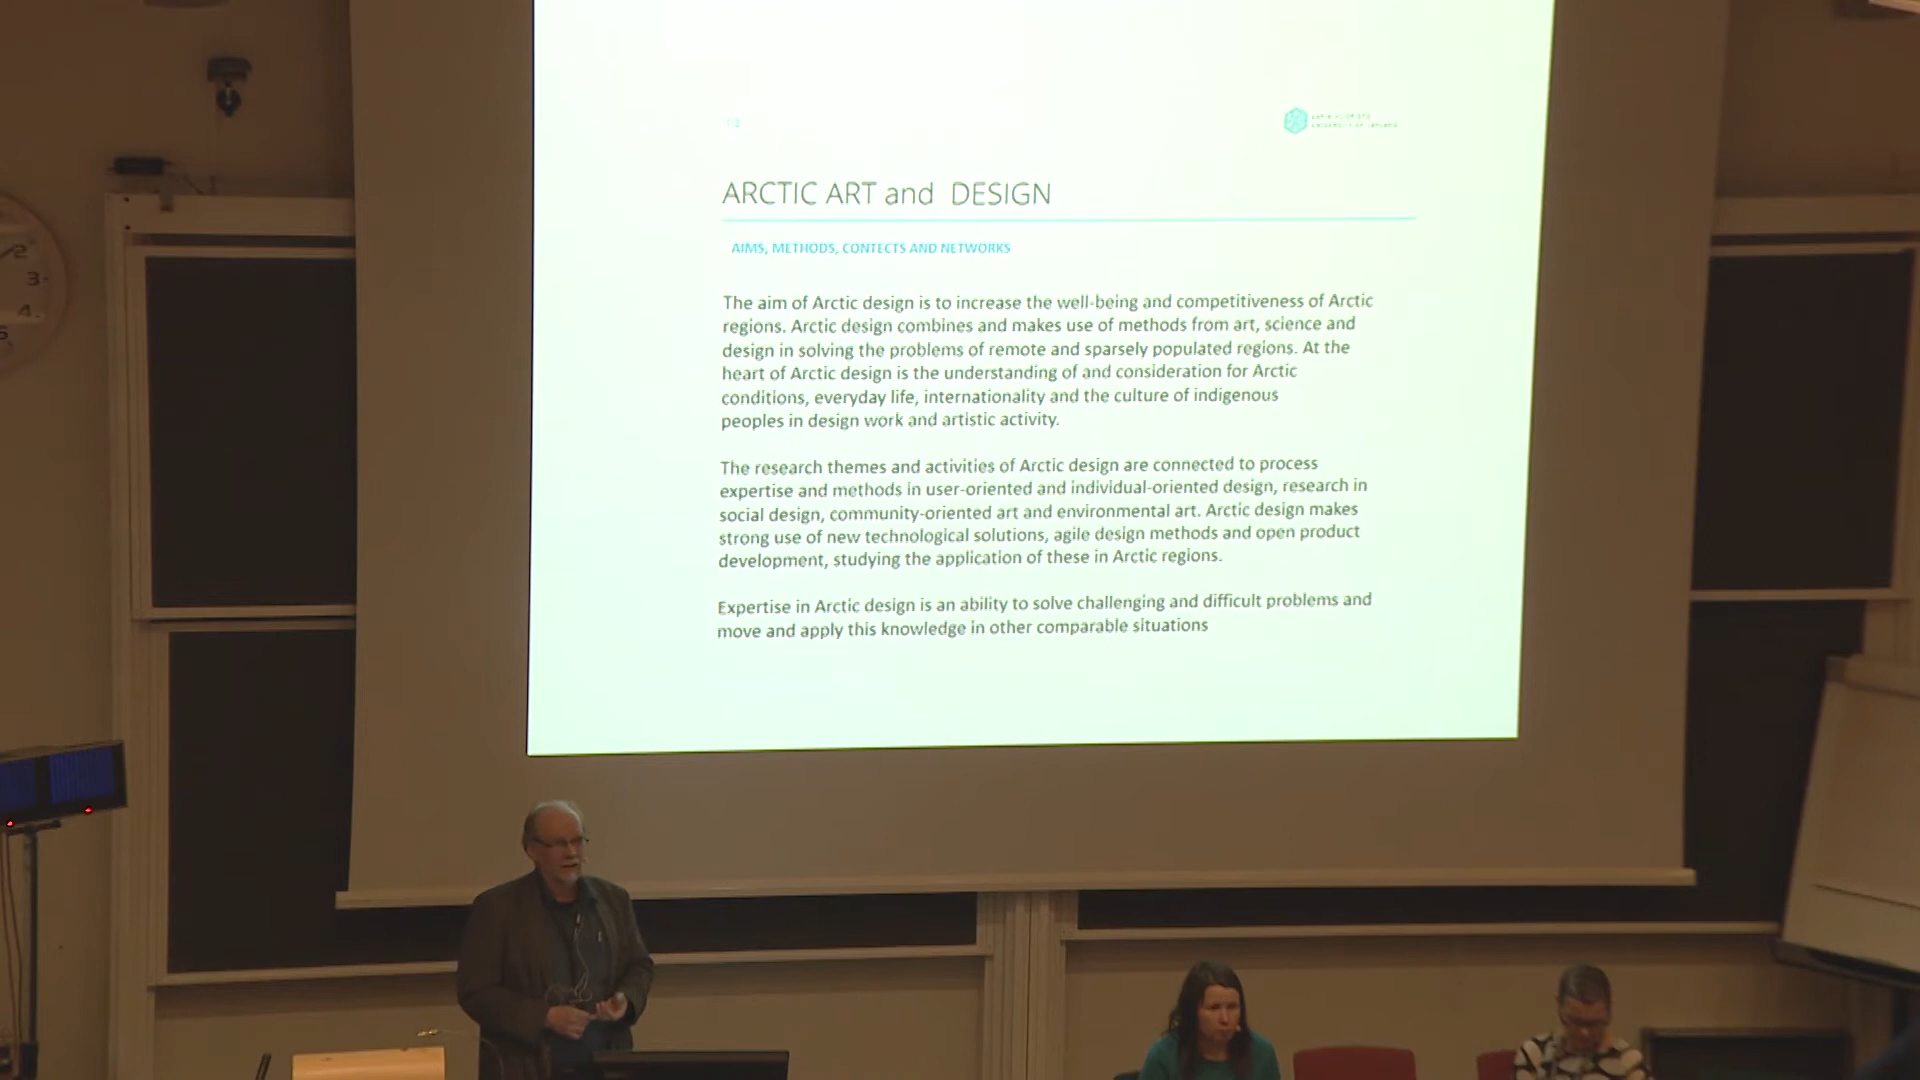 ARCTIC ART and DESIGN
AIMS, METHODS, CONTECTS AND NETWORKS
The aim of Arctic design is to increase the well-being and competitiveness of Arctic
regions. Arctic design combines and makes use of methods from art, science and
design in solving the problems of remote and sparsely populated regions. At the
heart of Arctic design is the understanding of and consideration for Arctic
conditions, everyday life, internationality and the culture of indigenous
peoples in design work and artistic activity.
The research themes and activities of Arctic design are connected to process
expertise and methods in user-oriented and individual-oriented design, research in
social design, community-oriented art and environmental art. Arctic design makes
strong use of new technological solutions, agile design methods and open product
development, studying the application of these in Arctic regions.
Expertise in Arctic design is an ability to solve challenging and difficult problems and
move and apply this knowledge in other comparable situations
2
3
4